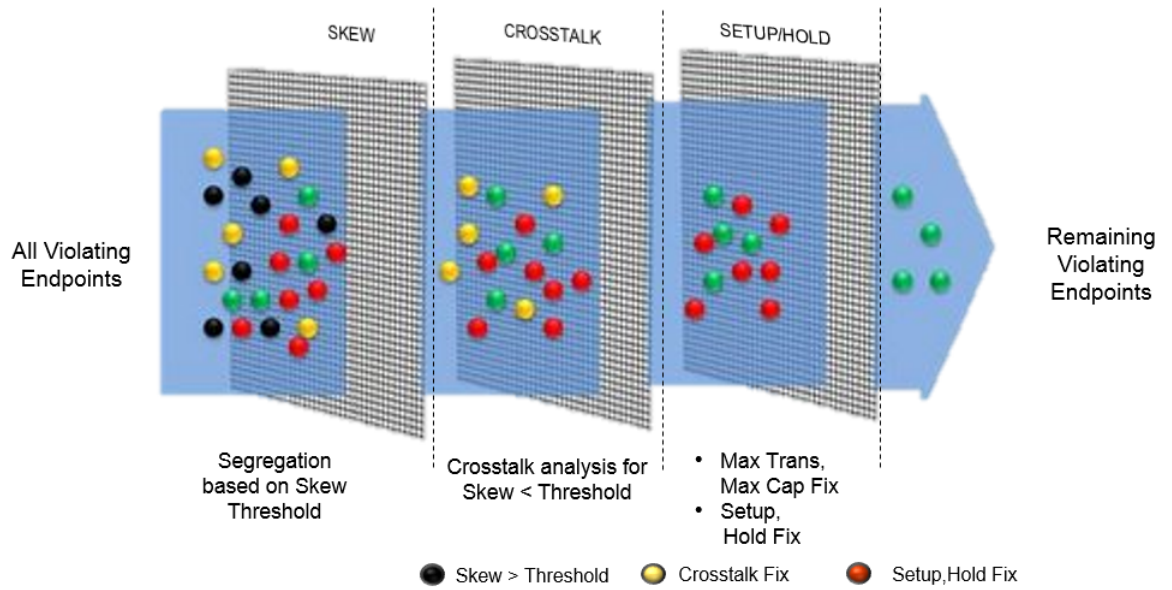 SKEW
CROSSTALK
SETUP/HOLD
All Violating
Endpoints
Remaining
Violating
Endpoints
Segregation
based on Skew
Threshold
Crosstalk analysis for
Skew < Threshold
• Max Trans,
Max Cap Fix
• Setup,
Hold Fix
Skew > Threshold
Crosstalk Fix
Setup,Hold Fix